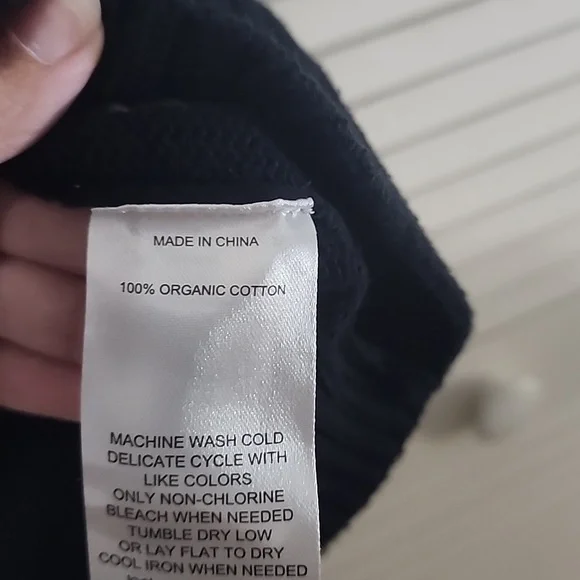 MADE IN CHINA
100% ORGANIC COTTON
MACHINE WASH COLD
DELICATE CYCLE WITH
LIKE COLORS
ONLY NON-CHLORINE
BLEACH WHEN NEEDED
TUMBLE DRY LOW
OR LAY FLAT TO DRY
COOL IRON WHEN NEEDED